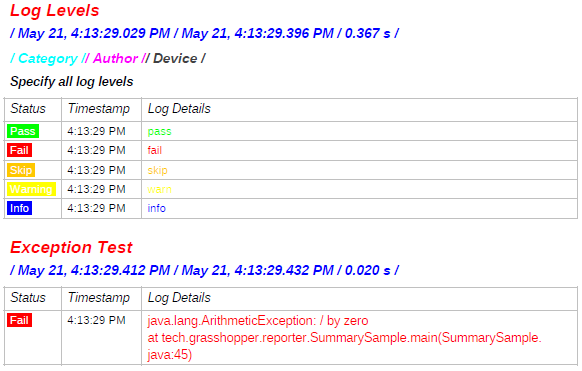 Log Levels
/ May 21, 4:13:29.029 PM / May 21, 4:13:29.396 PM / 0.367 s /
/ Category // Author // Device /
Specify all log levels
Status Timestamp Log Details
Pass 4:13:29 PM pass
Fail 4:13:29 PM fail
Skip 4:13:29 PM skip
Warning 4:13:29 PM warn
Info 4:13:29 PM info
Exception Test
/ May 21, 4:13:29.412 PM / May 21, 4:13:29.432 PM / 0.020 s /
Status Timestamp Log Details
Fail 4:13:29 PM java.lang.ArithmeticException: / by zero
at tech.grasshopper.reporter.SummarySample.main(SummarySample.
java:45)